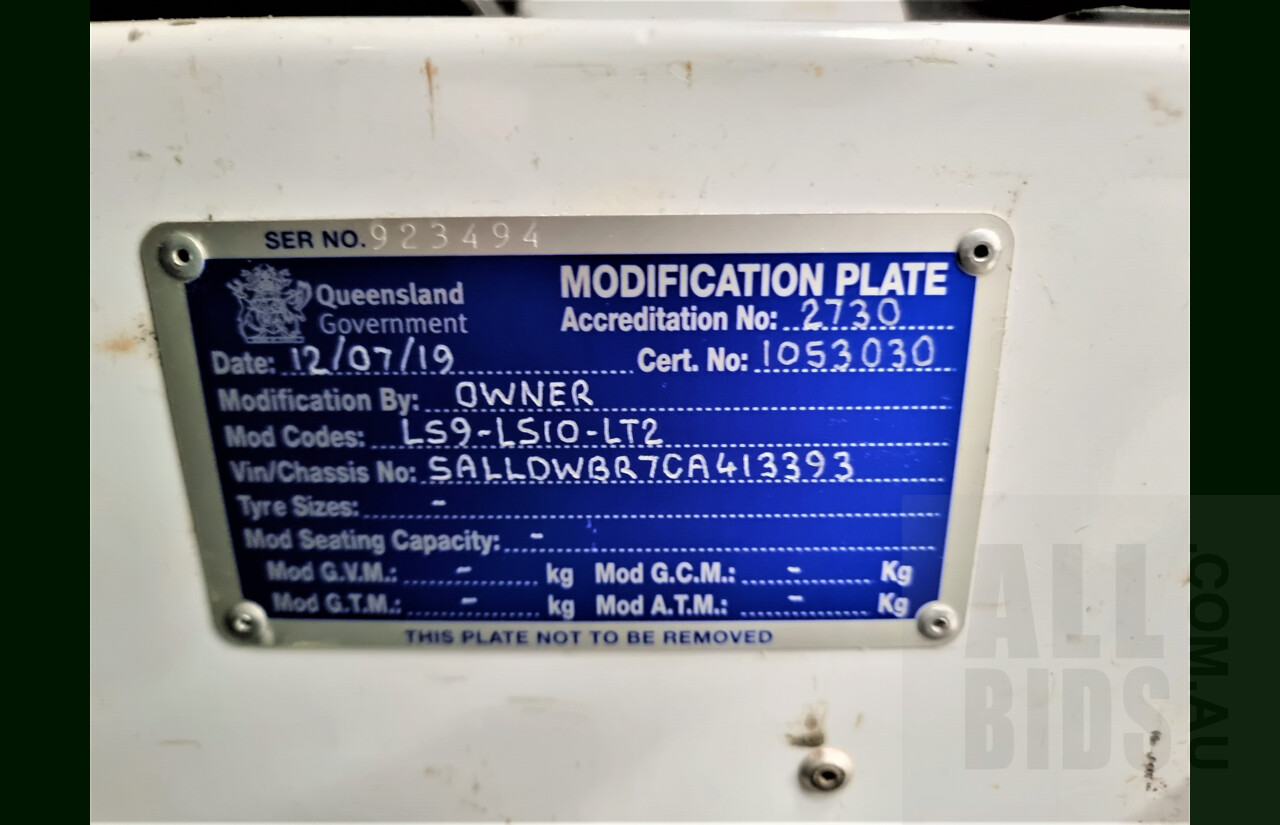 SER NO. 923494
Queensland Government
MODIFICATION PLATE
Accreditation No: 2730
Date: 12/07/19 Cert. No: 1053030
Modification By: OWNER
Mod Codes: LS9-LS10-LT2
Vin/Chassis No: SALLDWBR7CA413393
Tyre Sizes: -
Mod Seating Capacity: -
Mod G.V.M.: - kg Mod G.C.M.: - Kg
Mod G.T.M.: - kg Mod A.T.M.: - Kg
THIS PLATE NOT TO BE REMOVED
ALL BIDS .COM.AU